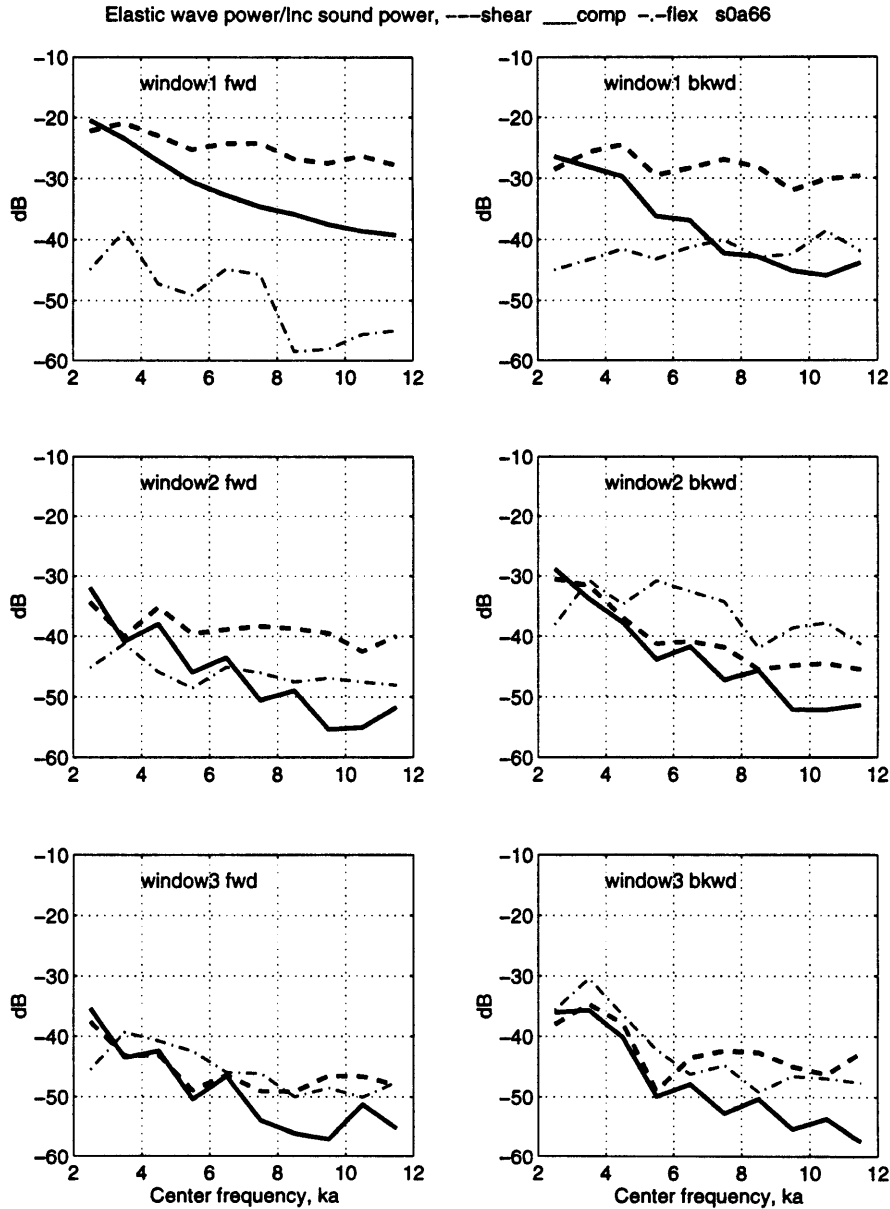 Elastic wave power/Inc sound power, ----shear ___comp -.-flex s0a66
window1 fwd
dB
-10
-20
-30
-40
-50
-60
2 4 6 8 10 12
window1 bkwd
dB
-10
-20
-30
-40
-50
-60
2 4 6 8 10 12
window2 fwd
dB
-10
-20
-30
-40
-50
-60
2 4 6 8 10 12
window2 bkwd
dB
-10
-20
-30
-40
-50
-60
2 4 6 8 10 12
window3 fwd
dB
-10
-20
-30
-40
-50
-60
2 4 6 8 10 12
Center frequency, ka
window3 bkwd
dB
-10
-20
-30
-40
-50
-60
2 4 6 8 10 12
Center frequency, ka